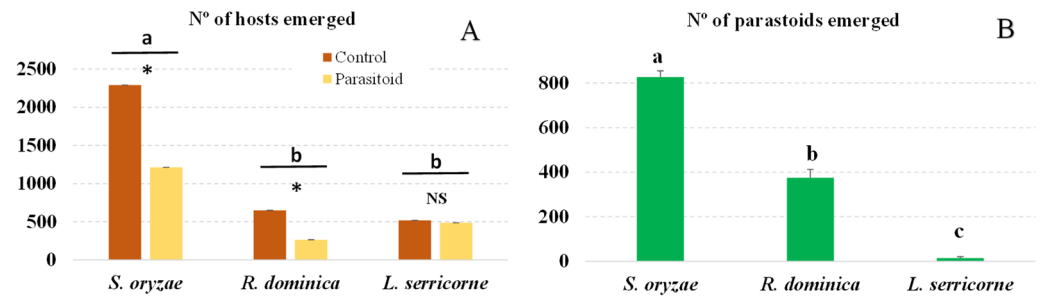 Nº of hosts emerged
A
a
Control
Parasitoid
*
2500
2000
1500
1000
500
0
b
*
b
NS
S. oryzae
R. dominica
L. serricorne
Nº of parastoids emerged
B
800
600
400
200
0
a
b
c
S. oryzae
R. dominica
L. serricorne